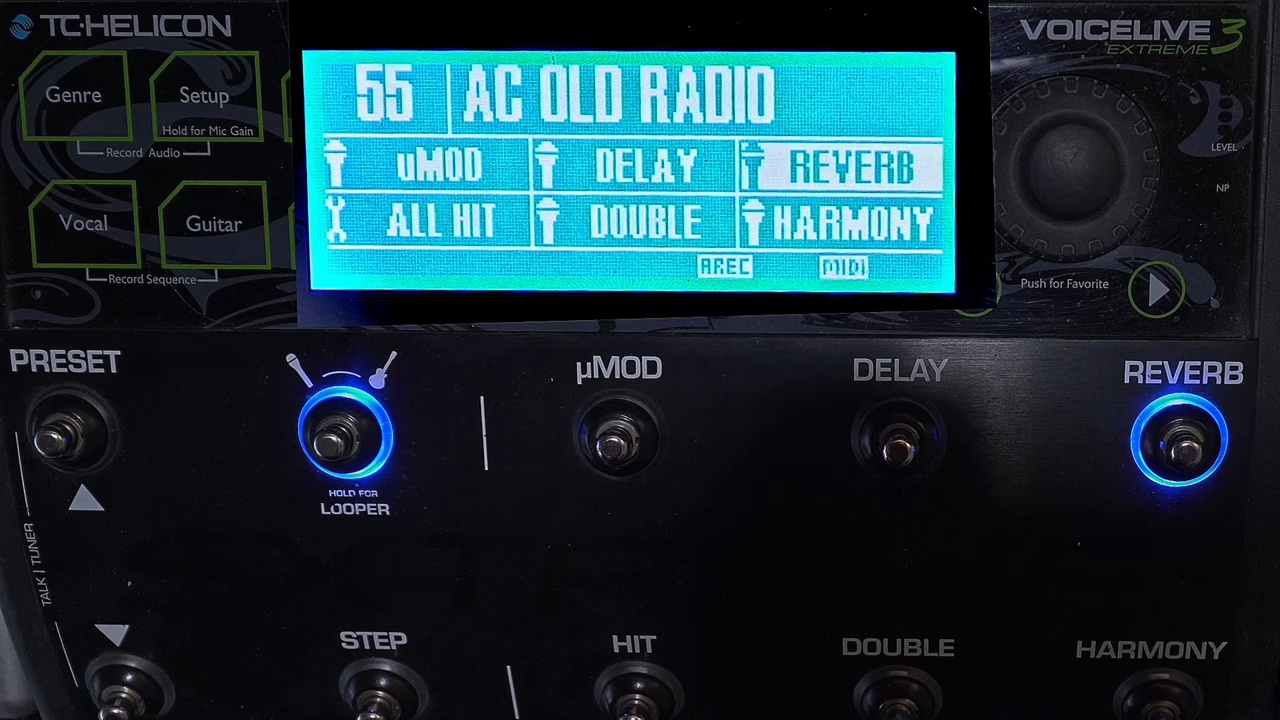 TC·HELICON
VOICELIVE 3
EXTREME
Genre
Setup
Hold for Mic Gain
Record Audio
Vocal
Guitar
Record Sequence
55 AC OLD RADIO
uMOD DELAY REVERB
ALL HIT DOUBLE HARMONY
AREC MIDI
LEVEL
NP
Push for Favorite
PRESET
µMOD
DELAY
REVERB
HOLD FOR
LOOPER
TALK | TUNER
STEP
HIT
DOUBLE
HARMONY